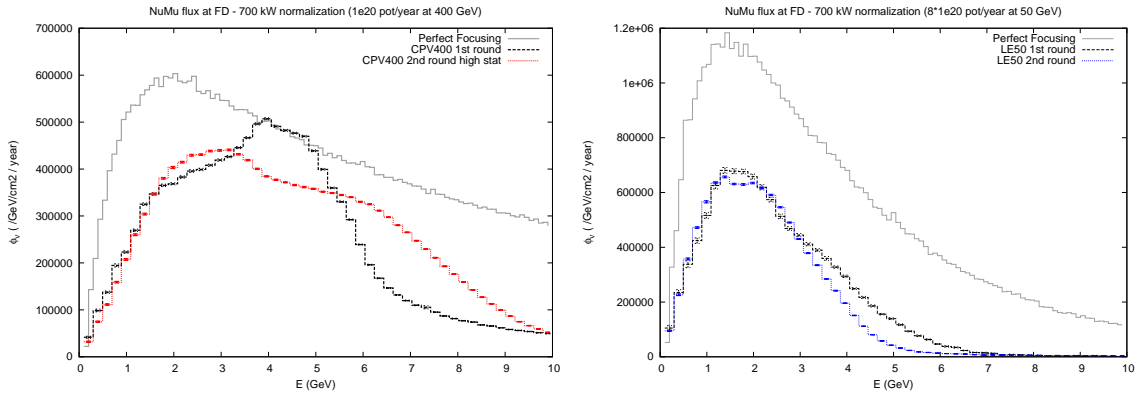 NuMu flux at FD - 700 kW normalization (1e20 pot/year at 400 GeV)
700000
600000
500000
400000
300000
200000
100000
0
ϕν ( /GeV/cm2 / year )
Perfect Focusing
CPV400 1st round
CPV400 2nd round high stat
0 1 2 3 4 5 6 7 8 9 10
E (GeV)
NuMu flux at FD - 700 kW normalization (8*1e20 pot/year at 50 GeV)
1.2e+06
1e+06
800000
600000
400000
200000
0
ϕν ( /GeV/cm2 / year )
Perfect Focusing
LE50 1st round
LE50 2nd round
0 1 2 3 4 5 6 7 8 9 10
E (GeV)